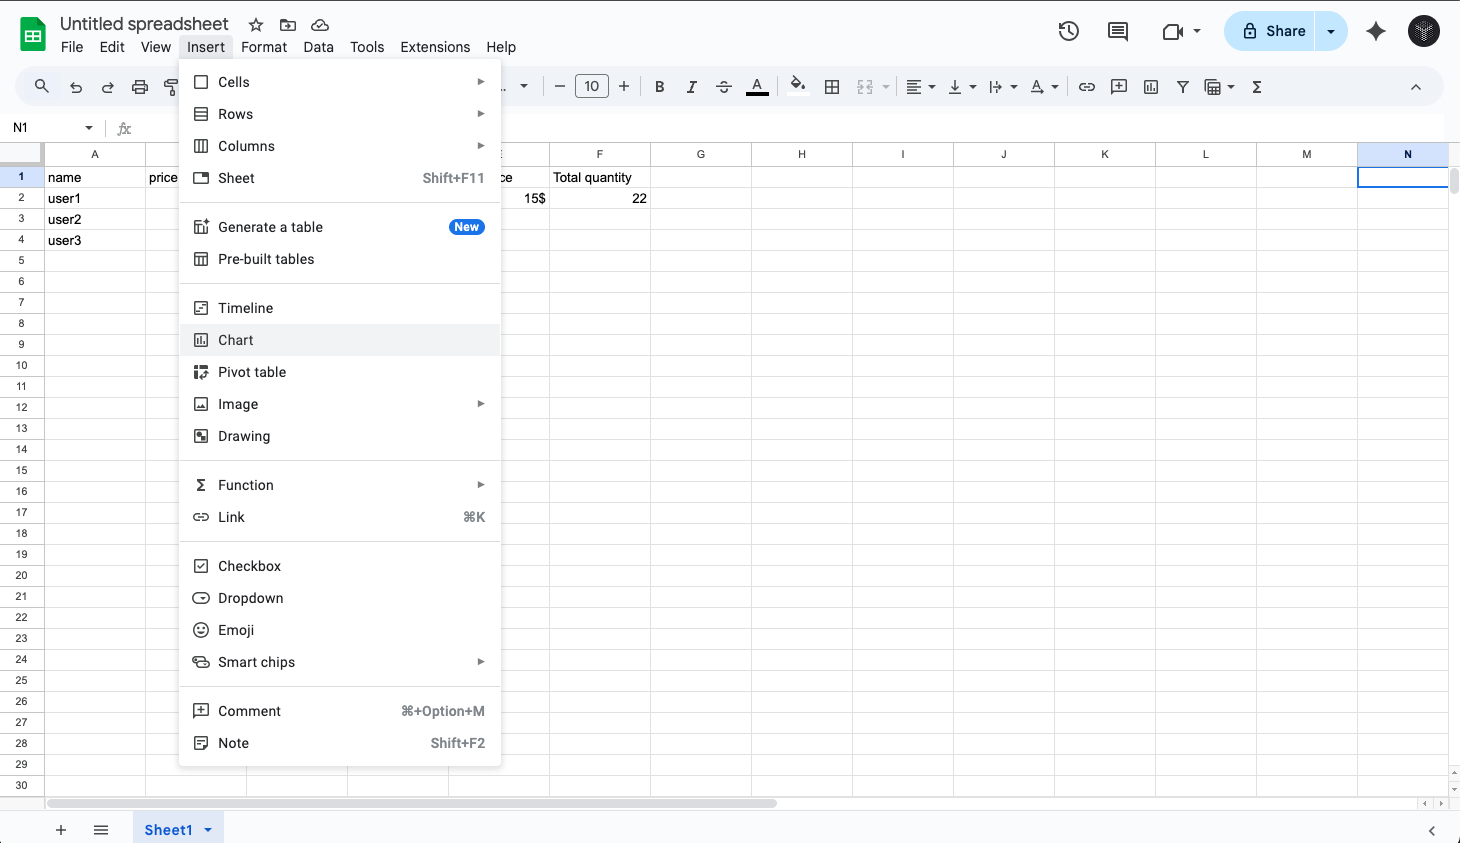 Untitled spreadsheet
File Edit View Insert Format Data Tools Extensions Help
Share
10
B I A
N1
fx
Cells
Rows
Columns
Sheet Shift+F11
Generate a table New
Pre-built tables
Timeline
Chart
Pivot table
Image
Drawing
Function
Link ⌘K
Checkbox
Dropdown
Emoji
Smart chips
Comment ⌘+Option+M
Note Shift+F2
A F G H I J K L M N
1 name price Total quantity
2 user1 15$ 22
3 user2
4 user3
5
6
7
8
9
10
11
12
13
14
15
16
17
18
19
20
21
22
23
24
25
26
27
28
29
30
Sheet1